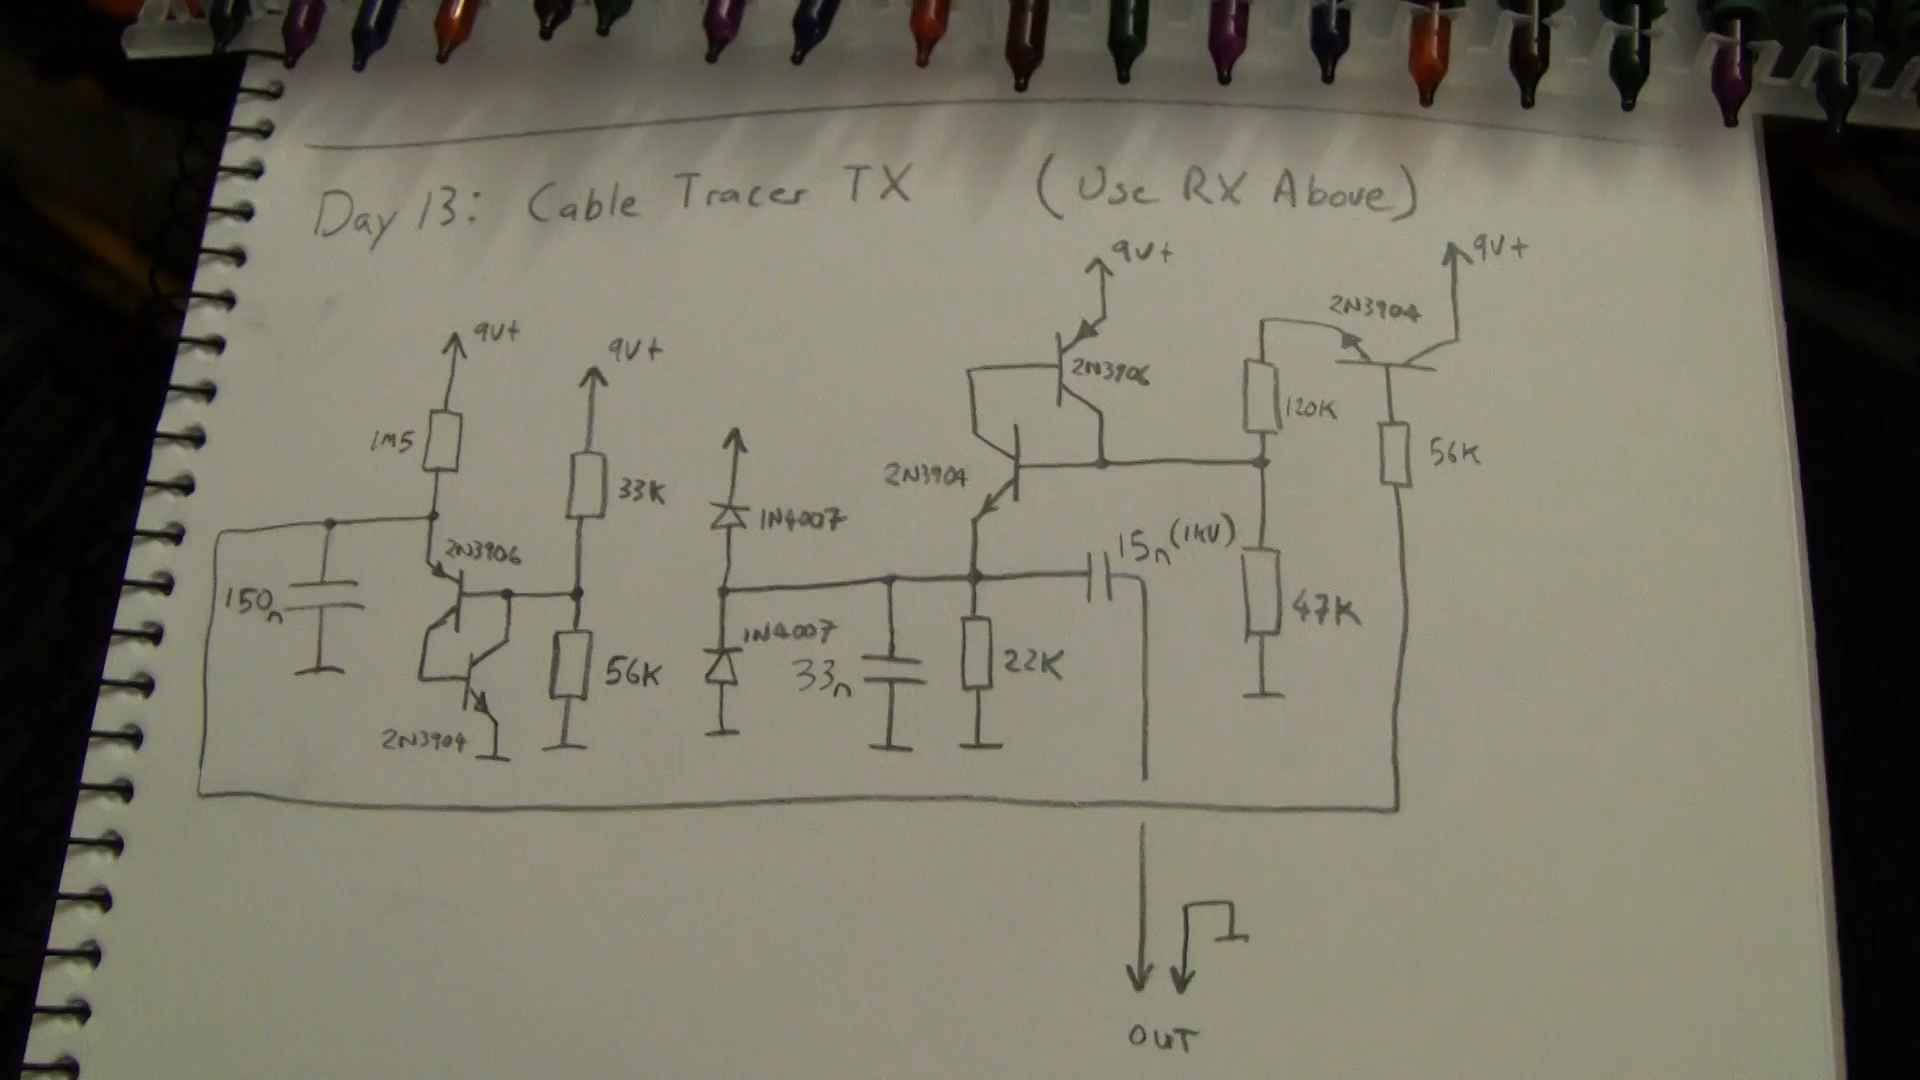 Day 13: Cable Tracer TX (Use RX Above)
9V+
9V+
2N3904
9V+
9V+
2N3906
120K
1M5
56K
33K
2N3904
1N4007
15n (1kV)
2N3906
150n
47K
1N4007
56K
33n
22K
2N3904
OUT